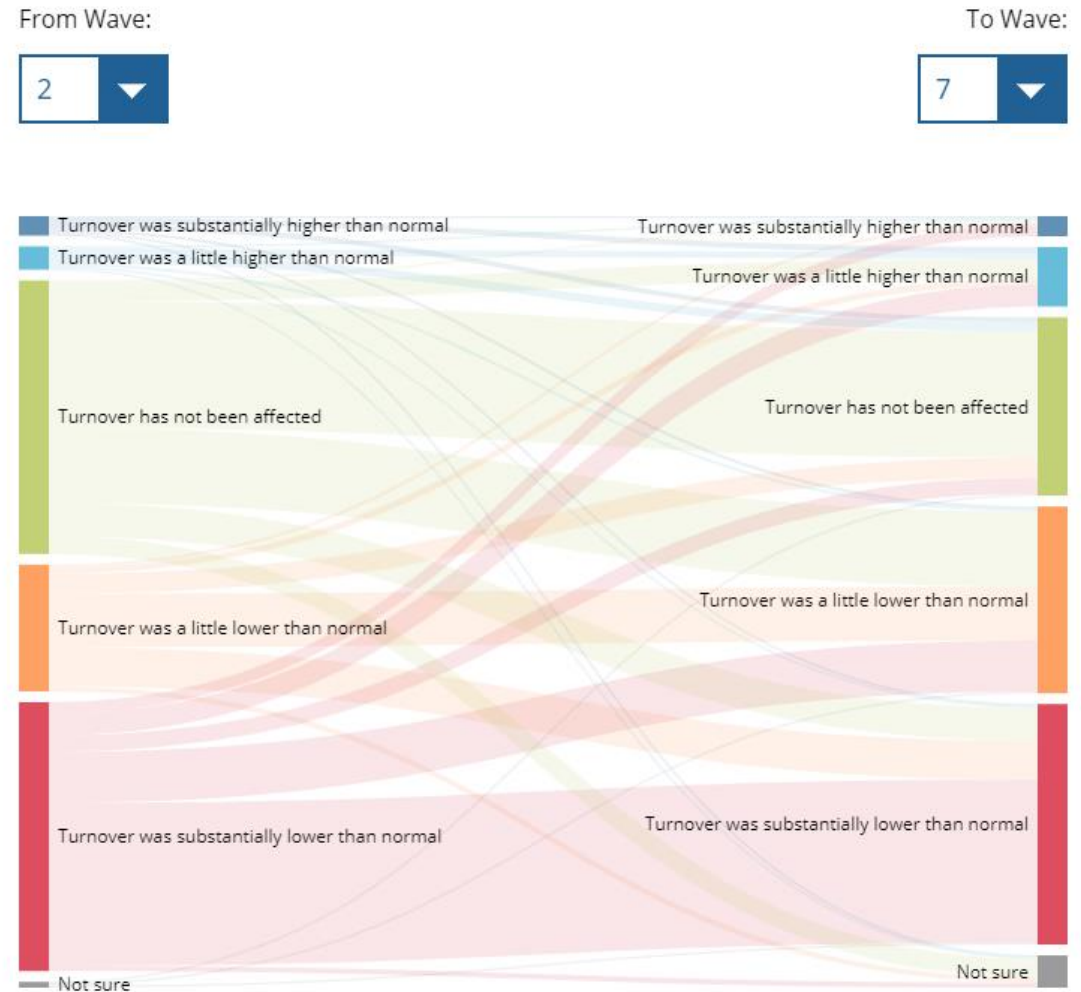 From Wave:
To Wave:
2
7
Turnover was substantially higher than normal
Turnover was substantially higher than normal
Turnover was a little higher than normal
Turnover was a little higher than normal
Turnover has not been affected
Turnover has not been affected
Turnover was a little lower than normal
Turnover was a little lower than normal
Turnover was substantially lower than normal
Turnover was substantially lower than normal
Not sure
Not sure